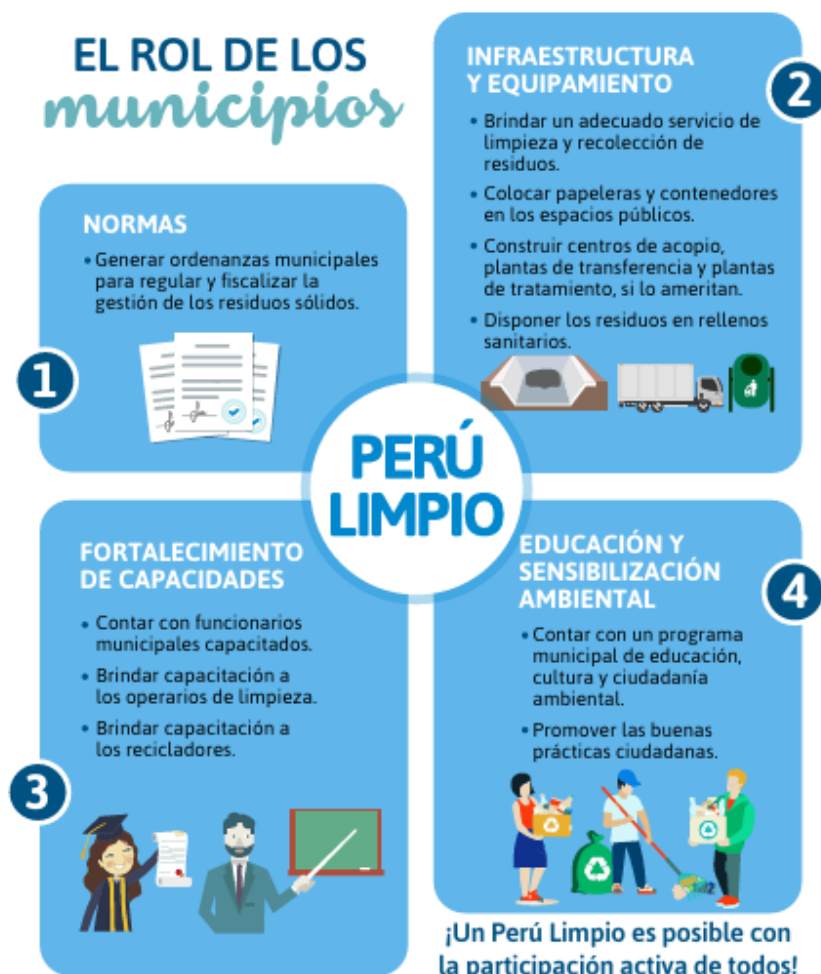 EL ROL DE LOS
municipios
1
NORMAS
• Generar ordenanzas municipales
para regular y fiscalizar la
gestión de los residuos sólidos.
2
INFRAESTRUCTURA
Y EQUIPAMIENTO
• Brindar un adecuado servicio de
limpieza y recolección de
residuos.
• Colocar papeleras y contenedores
en los espacios públicos.
• Construir centros de acopio,
plantas de transferencia y plantas
de tratamiento, si lo ameritan.
• Disponer los residuos en rellenos
sanitarios.
PERÚ
LIMPIO
3
FORTALECIMIENTO
DE CAPACIDADES
• Contar con funcionarios
municipales capacitados.
• Brindar capacitación a
los operarios de limpieza.
• Brindar capacitación a
los recicladores.
4
EDUCACIÓN Y
SENSIBILIZACIÓN
AMBIENTAL
• Contar con un programa
municipal de educación,
cultura y ciudadanía
ambiental.
• Promover las buenas
prácticas ciudadanas.
¡Un Perú Limpio es posible con
la participación activa de todos!